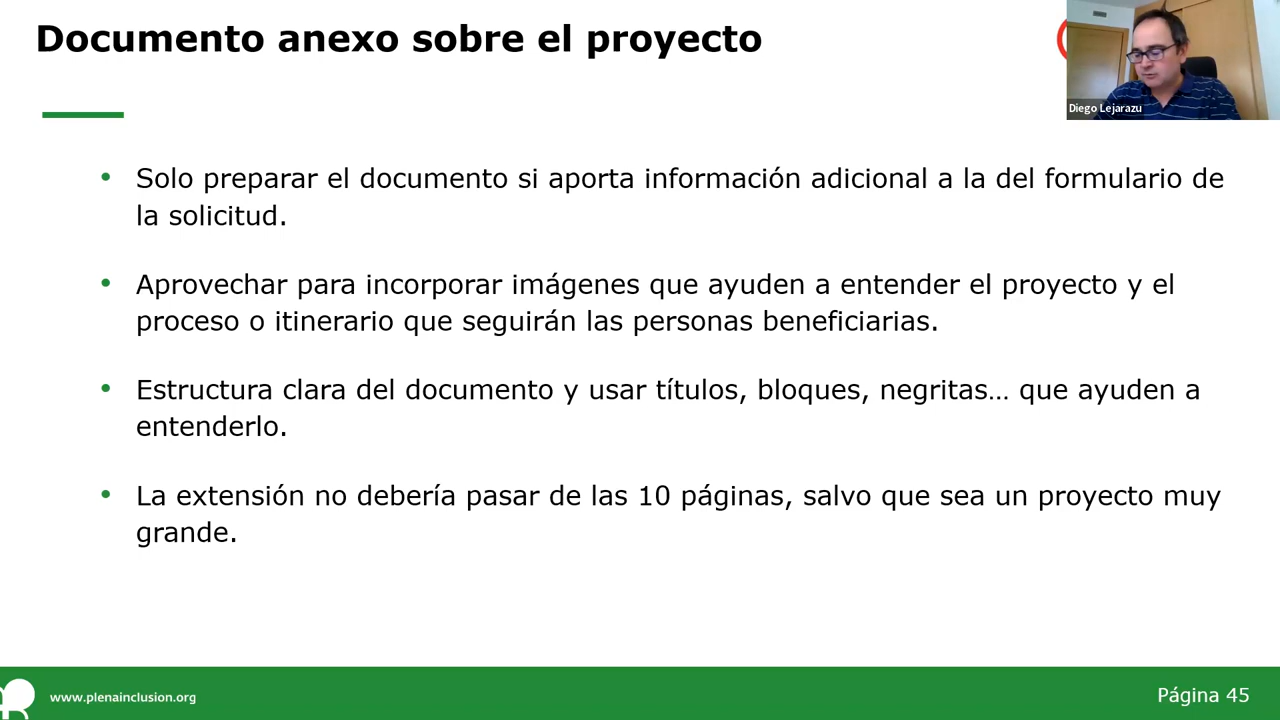 Documento anexo sobre el proyecto
Diego Lejarazu
• Solo preparar el documento si aporta información adicional a la del formulario de
la solicitud.
• Aprovechar para incorporar imágenes que ayuden a entender el proyecto y el
proceso o itinerario que seguirán las personas beneficiarias.
• Estructura clara del documento y usar títulos, bloques, negritas… que ayuden a
entenderlo.
• La extensión no debería pasar de las 10 páginas, salvo que sea un proyecto muy
grande.
www.plenainclusion.org
Página 45